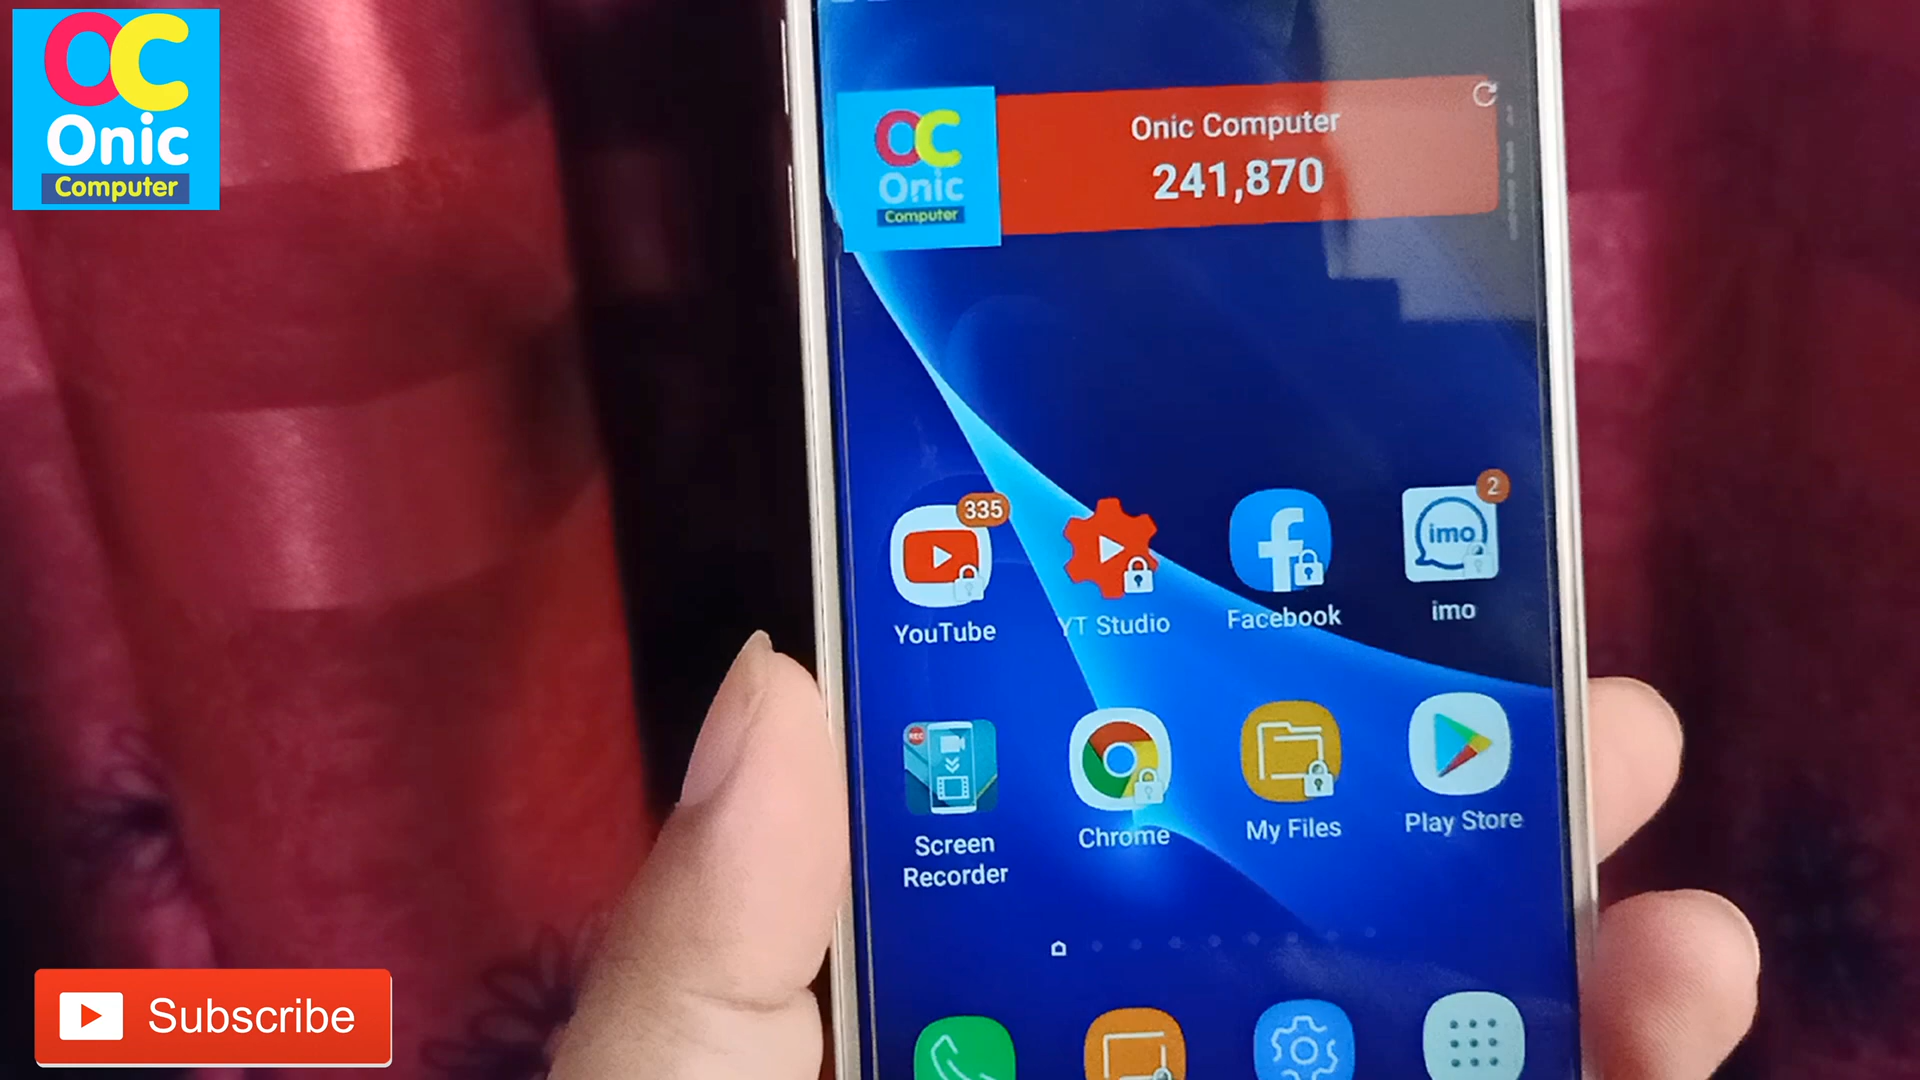 OC
Onic
Computer
OC
Onic
Computer
Onic Computer
241,870
335
2
imo
YouTube
YT Studio
Facebook
imo
REC
Screen
Recorder
Chrome
My Files
Play Store
Subscribe